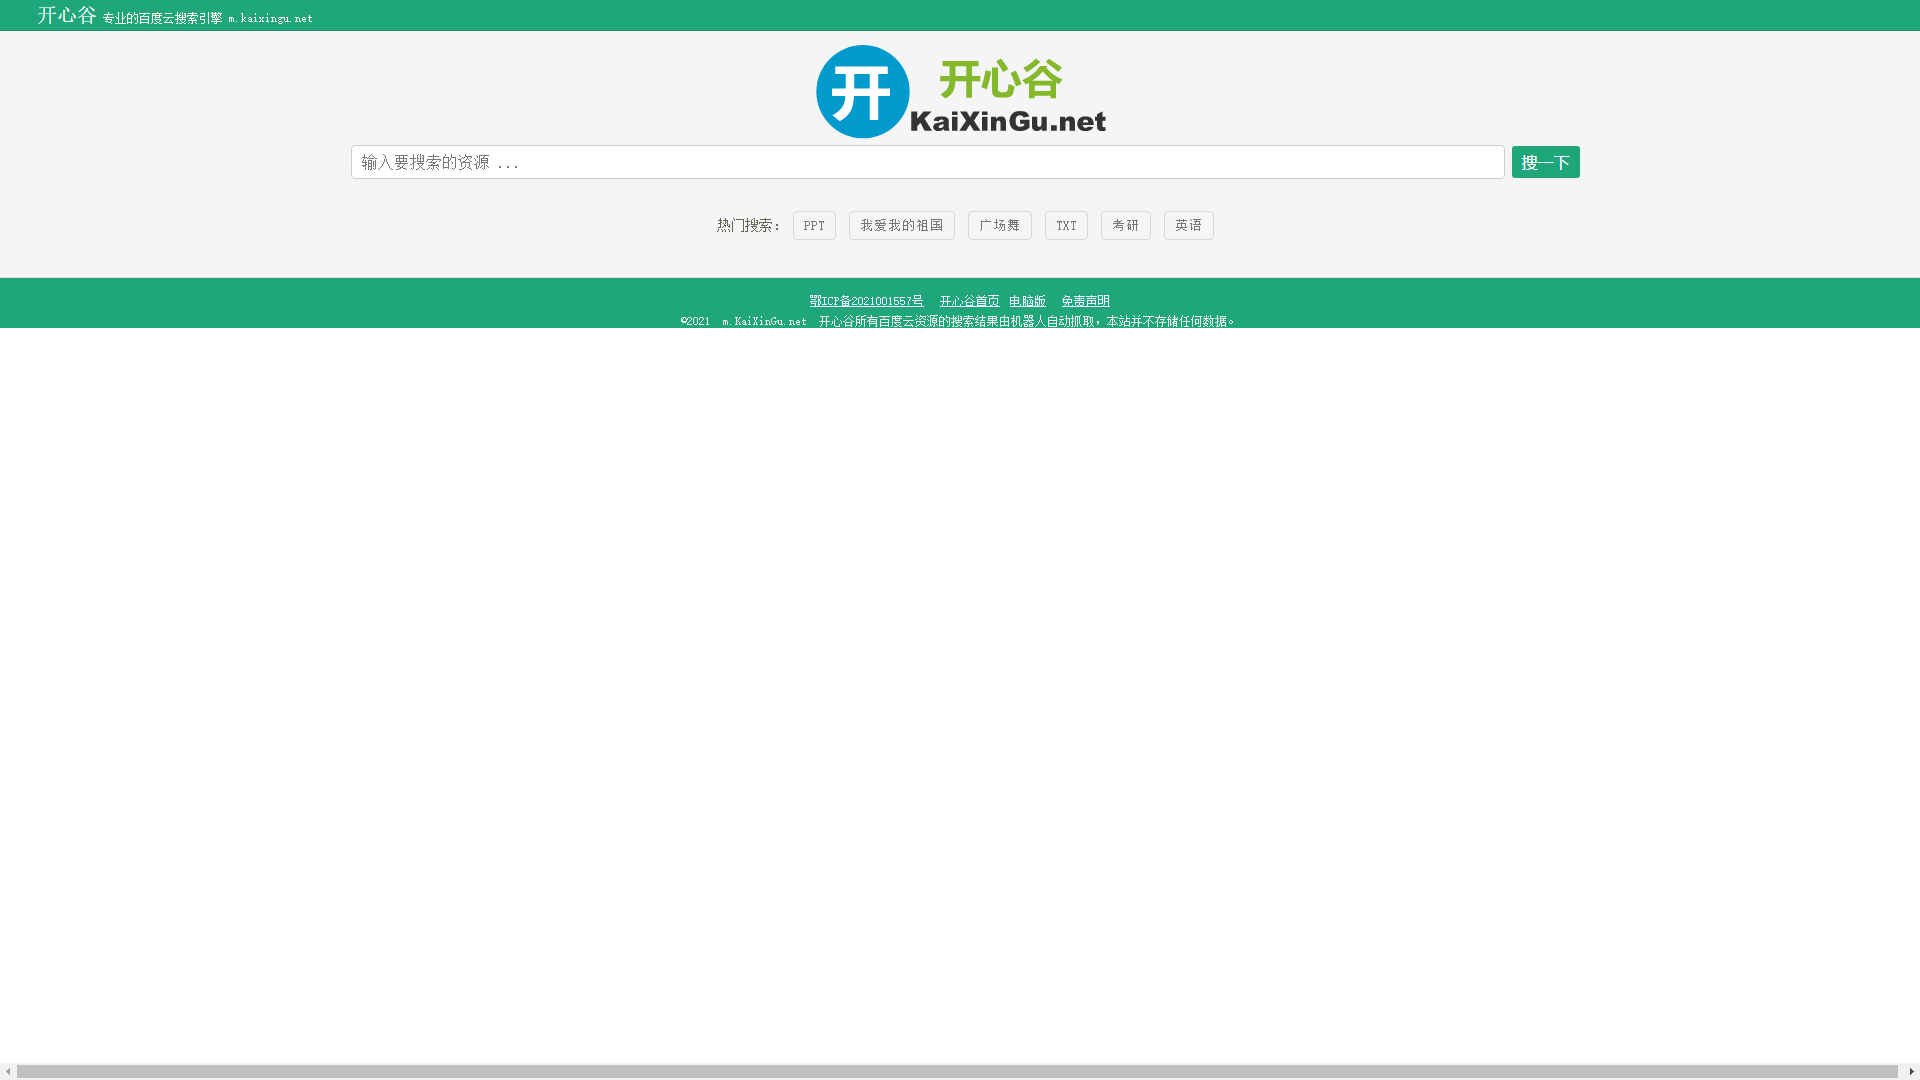 开心谷 专业的百度云搜索引擎 m.kaixingu.net
开 开心谷
KaiXinGu.net
输入要搜索的资源 ... 搜一下
热门搜索: PPT 我爱我的祖国 广场舞 TXT 考研 英语
鄂ICP备2021001557号 开心谷首页 电脑版 免责声明
©2021 m.KaiXinGu.net 开心谷所有百度云资源的搜索结果由机器人自动抓取，本站并不存储任何数据。